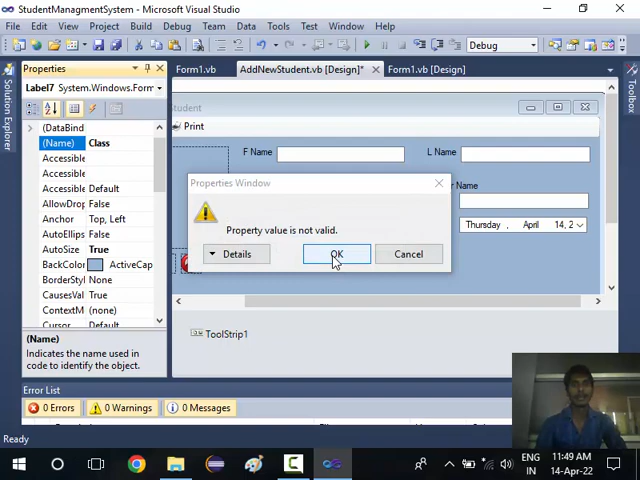 StudentManagmentSystem - Microsoft Visual Studio
File Edit View Project Build Debug Team Data Tools Test Window Help
Debug
Properties
Form1.vb AddNewStudent.vb [Design]* Form1.vb [Design]
Label7 System.Windows.Form
Solution Explorer
Toolbox
Student
Print
(DataBind
(Name) Class
Accessible
Accessible
Accessible Default
AllowDrop False
Anchor Top, Left
AutoEllips False
AutoSize True
BackColor ActiveCap
BorderStyl None
CausesVal True
ContextM (none)
Cursor Default
F Name
L Name
er Name
Thursday , April 14, 2
Properties Window
Property value is not valid.
Details OK Cancel
(Name)
Indicates the name used in code to identify the object.
ToolStrip1
Error List
0 Errors 0 Warnings 0 Messages
Ready
ENG
IN
11:49 AM
14-Apr-22